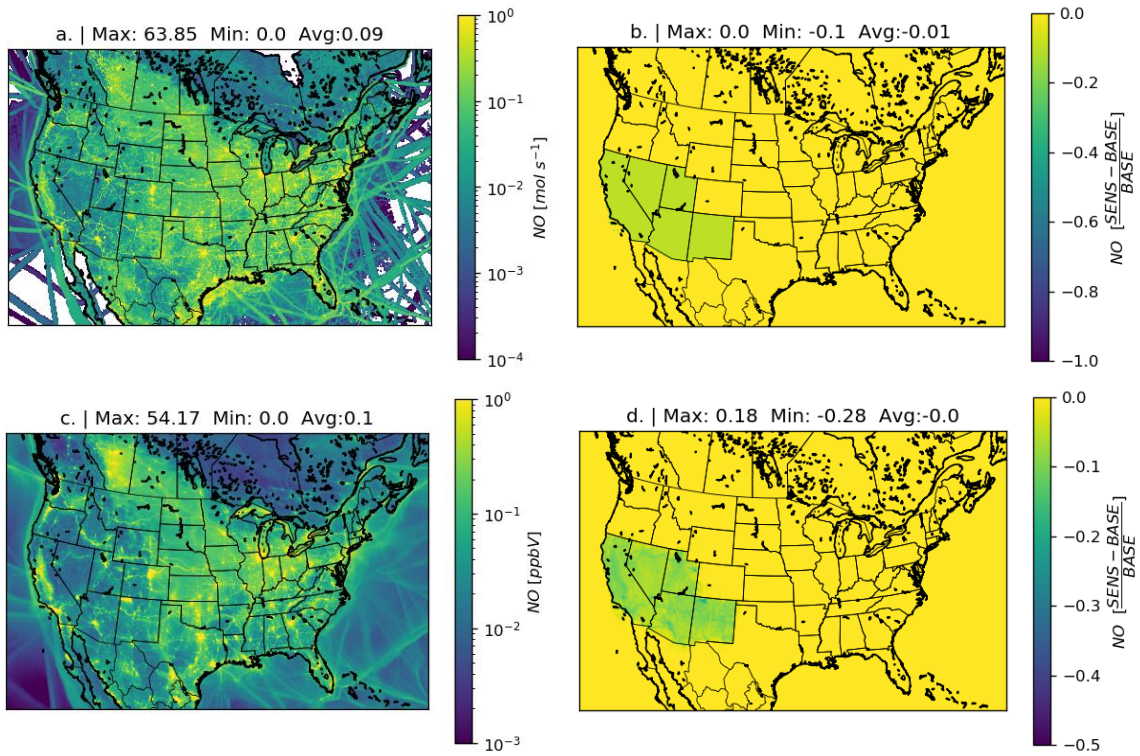 a. | Max: 63.85 Min: 0.0 Avg:0.09
10⁰
10⁻¹
10⁻²
10⁻³
10⁻⁴
NO [mol s⁻¹]
b. | Max: 0.0 Min: -0.1 Avg:-0.01
0.0
−0.2
−0.4
−0.6
−0.8
−1.0
NO [SENS − BASE / BASE]
c. | Max: 54.17 Min: 0.0 Avg:0.1
10⁰
10⁻¹
10⁻²
10⁻³
NO [ppbV]
d. | Max: 0.18 Min: -0.28 Avg:-0.0
0.0
−0.1
−0.2
−0.3
−0.4
−0.5
NO [SENS − BASE / BASE]